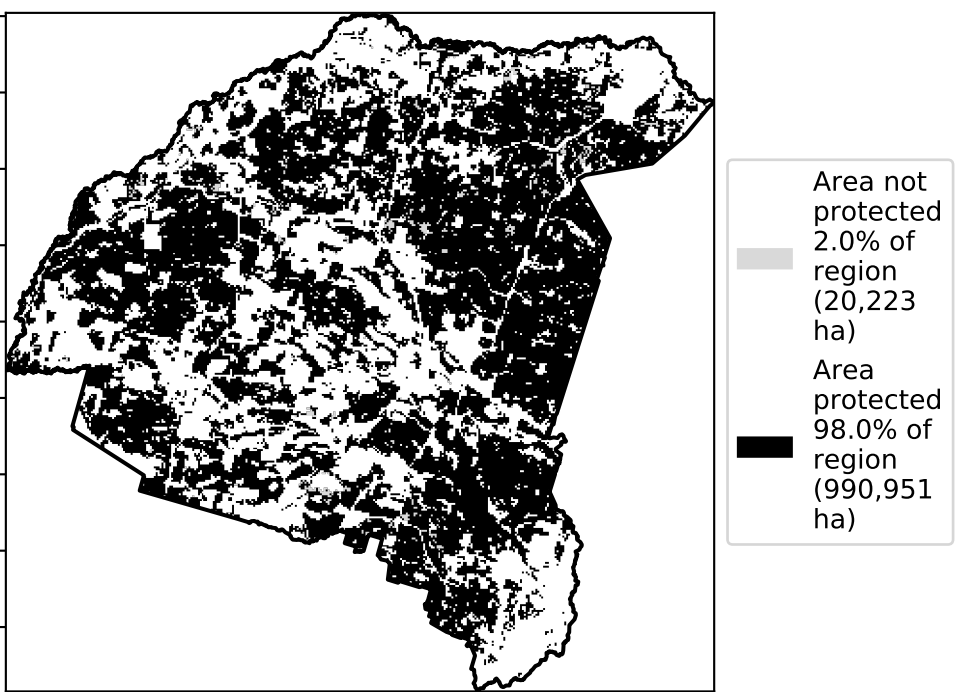 Area not
protected
2.0% of
region
(20,223
ha)
Area
protected
98.0% of
region
(990,951
ha)